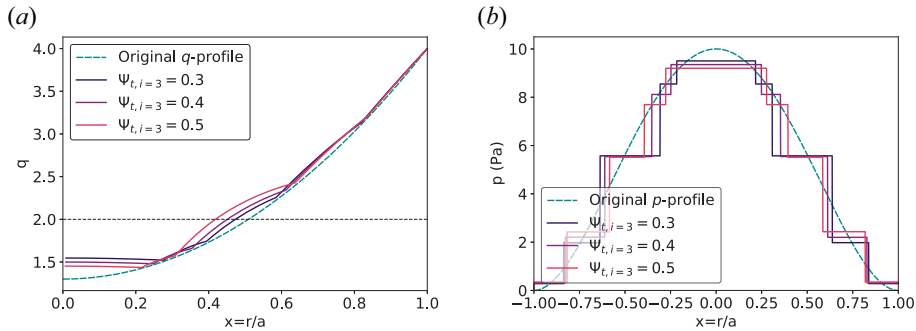 (a)
4.0
3.5
3.0
2.5
2.0
1.5
q
Original q-profile
Ψt,i=3 = 0.3
Ψt,i=3 = 0.4
Ψt,i=3 = 0.5
0.0 0.2 0.4 0.6 0.8 1.0
x=r/a
(b)
10
8
6
4
2
0
p (Pa)
Original p-profile
Ψt,i=3 = 0.3
Ψt,i=3 = 0.4
Ψt,i=3 = 0.5
−1.00 −0.75 −0.50 −0.25 0.00 0.25 0.50 0.75 1.00
x=r/a